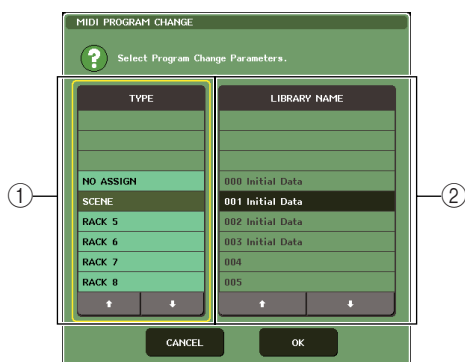 MIDI PROGRAM CHANGE
?
Select Program Change Parameters.
TYPE
LIBRARY NAME
NO ASSIGN
000 Initial Data
①
SCENE
001 Initial Data
②
RACK 5
002 Initial Data
RACK 6
003 Initial Data
RACK 7
004
RACK 8
005
CANCEL
OK